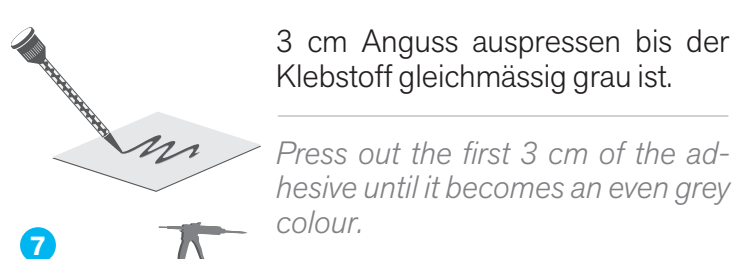 3 cm Anguss auspressen bis der
Klebstoff gleichmässig grau ist.
Press out the first 3 cm of the ad-
hesive until it becomes an even grey
colour.
7